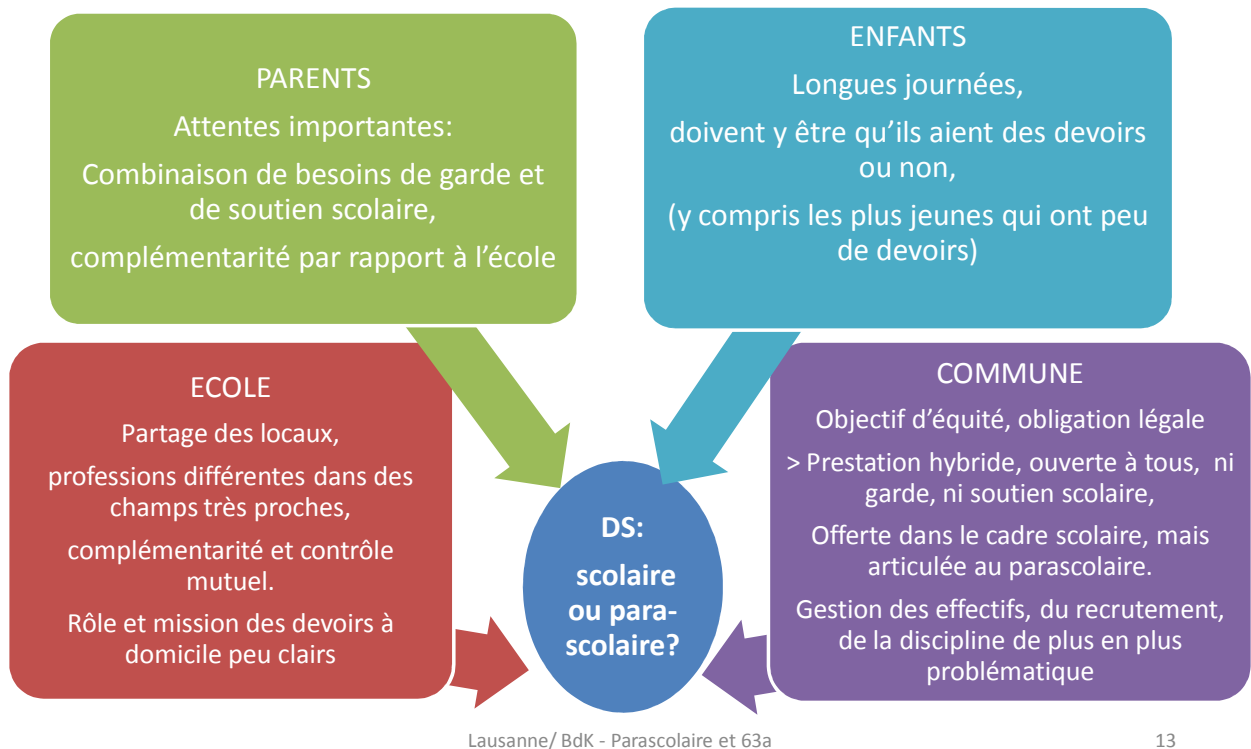 PARENTS
Attentes importantes:
Combinaison de besoins de garde et
de soutien scolaire,
complémentarité par rapport à l’école
ENFANTS
Longues journées,
doivent y être qu’ils aient des devoirs
ou non,
(y compris les plus jeunes qui ont peu
de devoirs)
ECOLE
Partage des locaux,
professions différentes dans des
champs très proches,
complémentarité et contrôle
mutuel.
Rôle et mission des devoirs à
domicile peu clairs
DS:
scolaire
ou para-
scolaire?
COMMUNE
Objectif d’équité, obligation légale
> Prestation hybride, ouverte à tous, ni
garde, ni soutien scolaire,
Offerte dans le cadre scolaire, mais
articulée au parascolaire.
Gestion des effectifs, du recrutement,
de la discipline de plus en plus
problématique
Lausanne/ BdK - Parascolaire et 63a
13